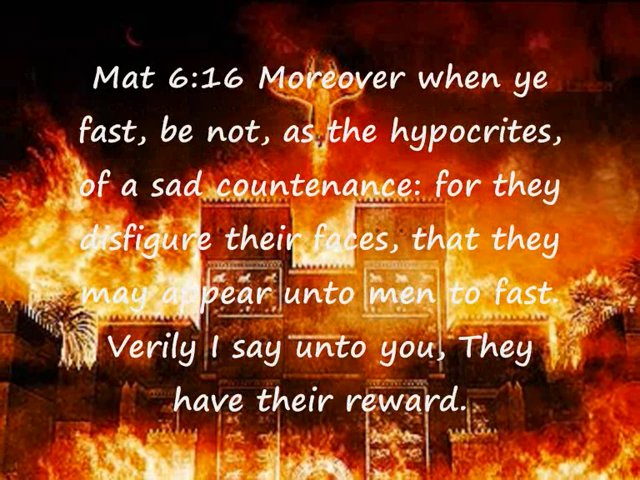 Mat 6:16 Moreover when ye
fast, be not, as the hypocrites,
of a sad countenance: for they
disfigure their faces, that they
may appear unto men to fast.
Verily I say unto you, They
have their reward.